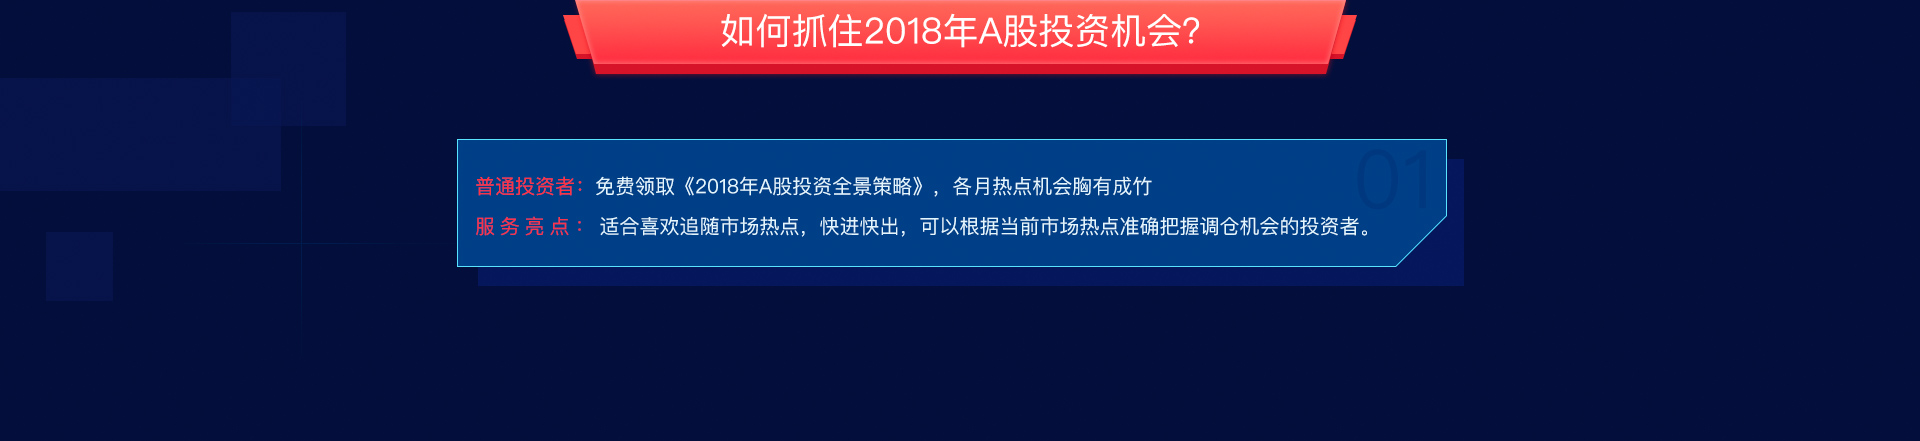 如何抓住2018年A股投资机会?
01
普通投资者：免费领取《2018年A股投资全景策略》，各月热点机会胸有成竹
服务亮点：适合喜欢追随市场热点，快进快出，可以根据当前市场热点准确把握调仓机会的投资者。